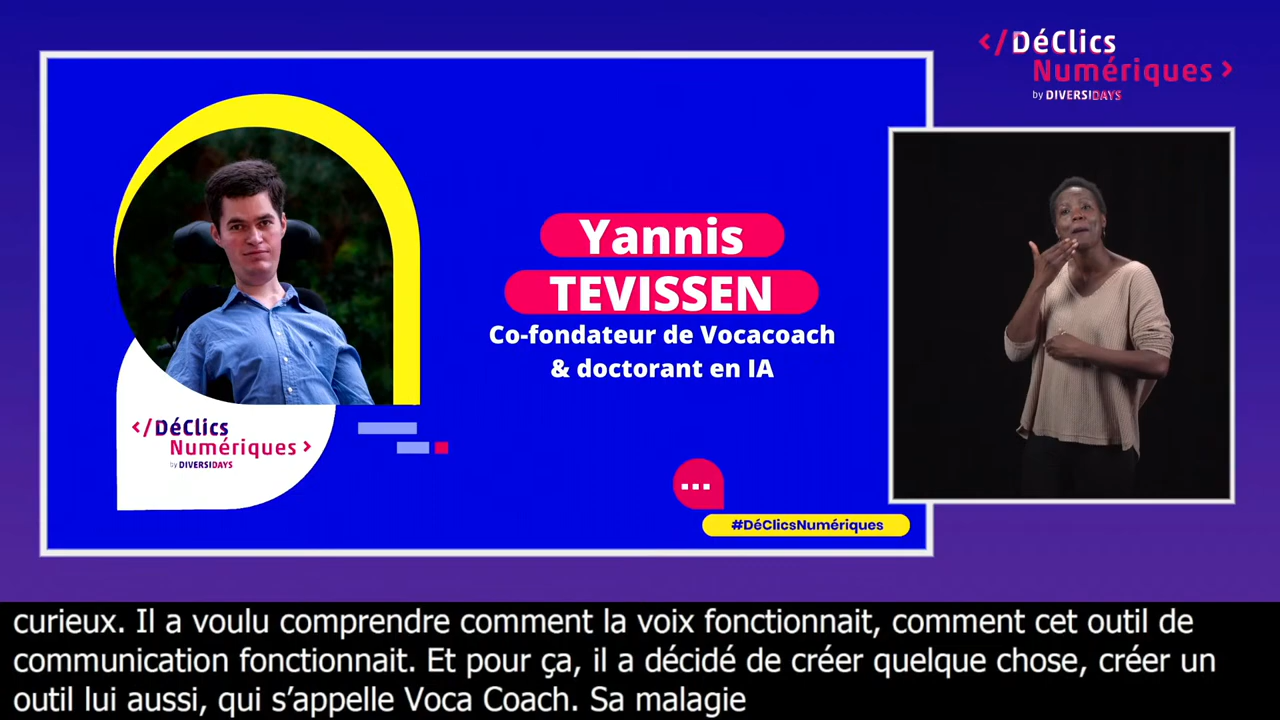 </DéClics
Numériques >
by DIVERSIDAYS
Yannis
TEVISSEN
Co-fondateur de Vocacoach
& doctorant en IA
</DéClics
Numériques >
by DIVERSIDAYS
...
#DéClicsNumériques
curieux. Il a voulu comprendre comment la voix fonctionnait, comment cet outil de
communication fonctionnait. Et pour ça, il a décidé de créer quelque chose, créer un
outil lui aussi, qui s’appelle Voca Coach. Sa malagie